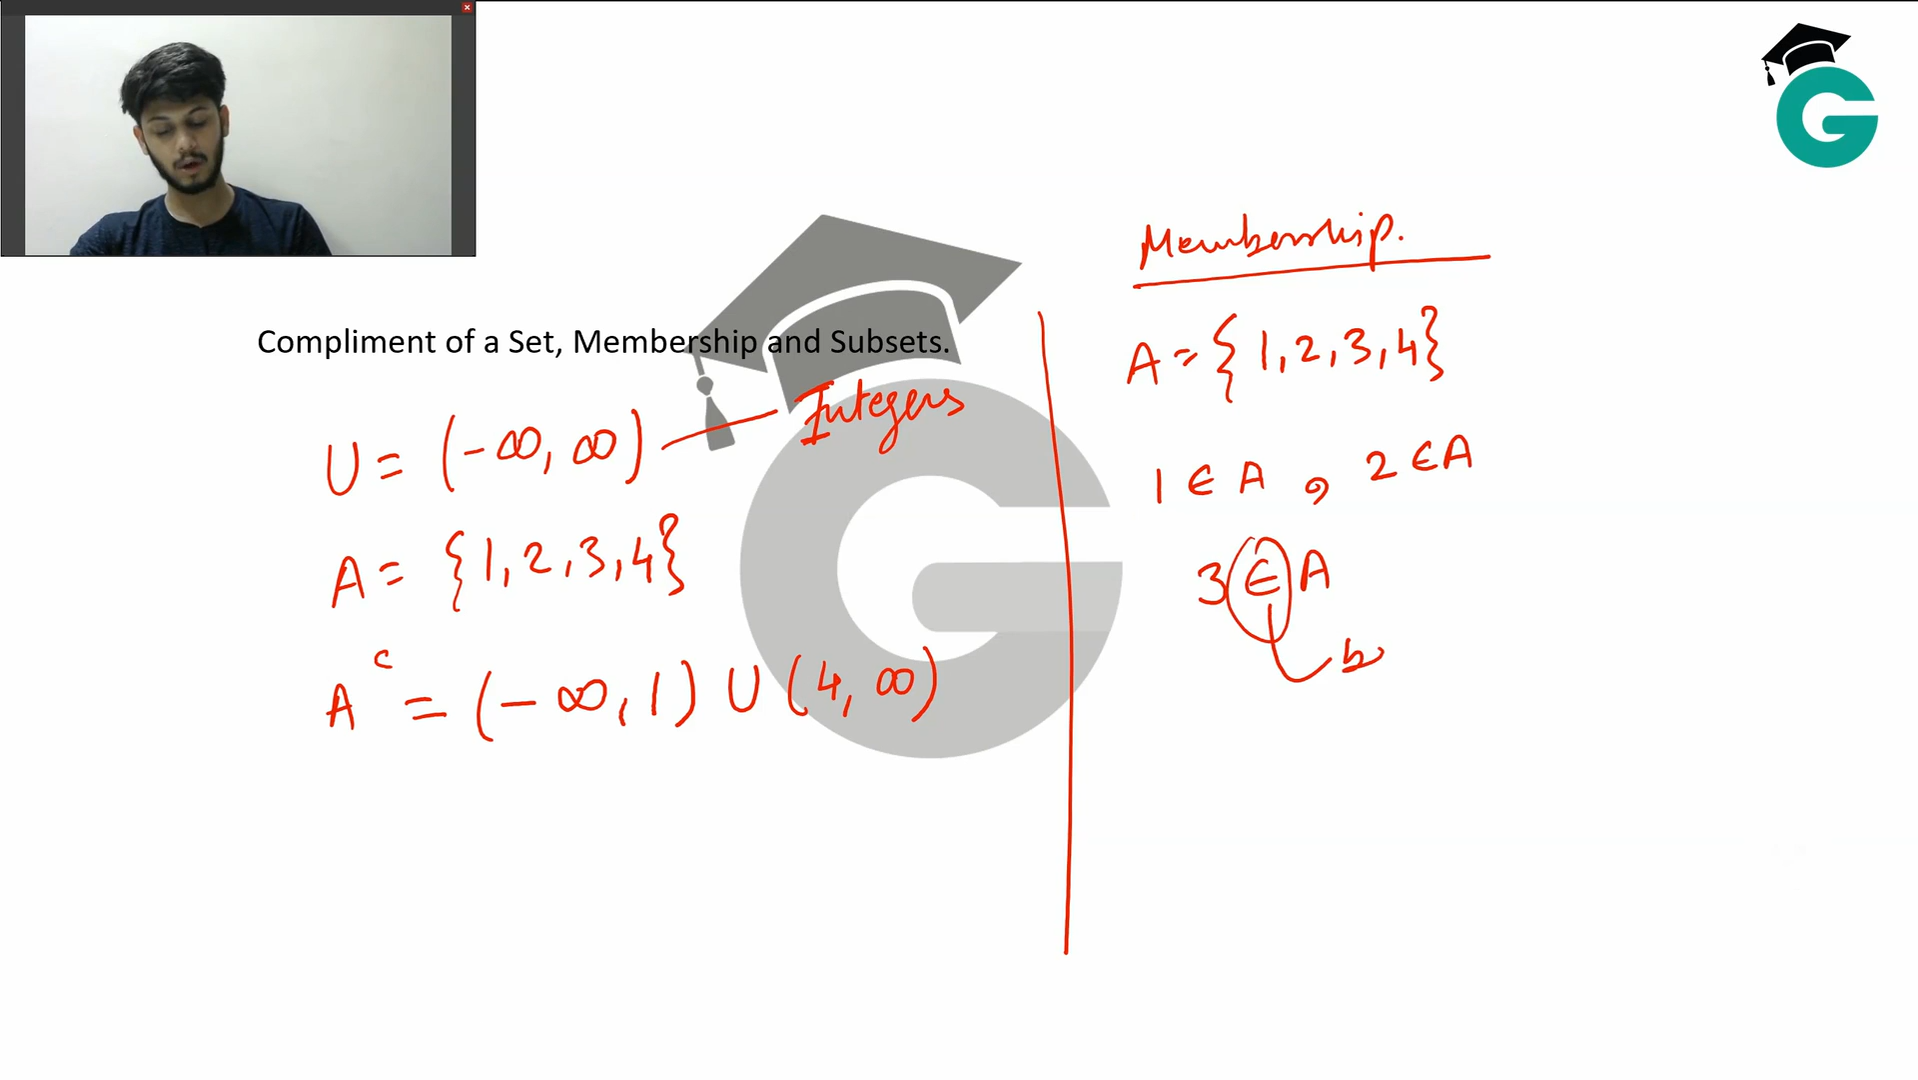 Compliment of a Set, Membership and Subsets.
U = (-∞, ∞) — Integers
A = {1, 2, 3, 4}
Aᶜ = (-∞, 1) U (4, ∞)
Membership.
A = {1, 2, 3, 4}
1 ∈ A , 2 ∈ A
3 ∈ A
G